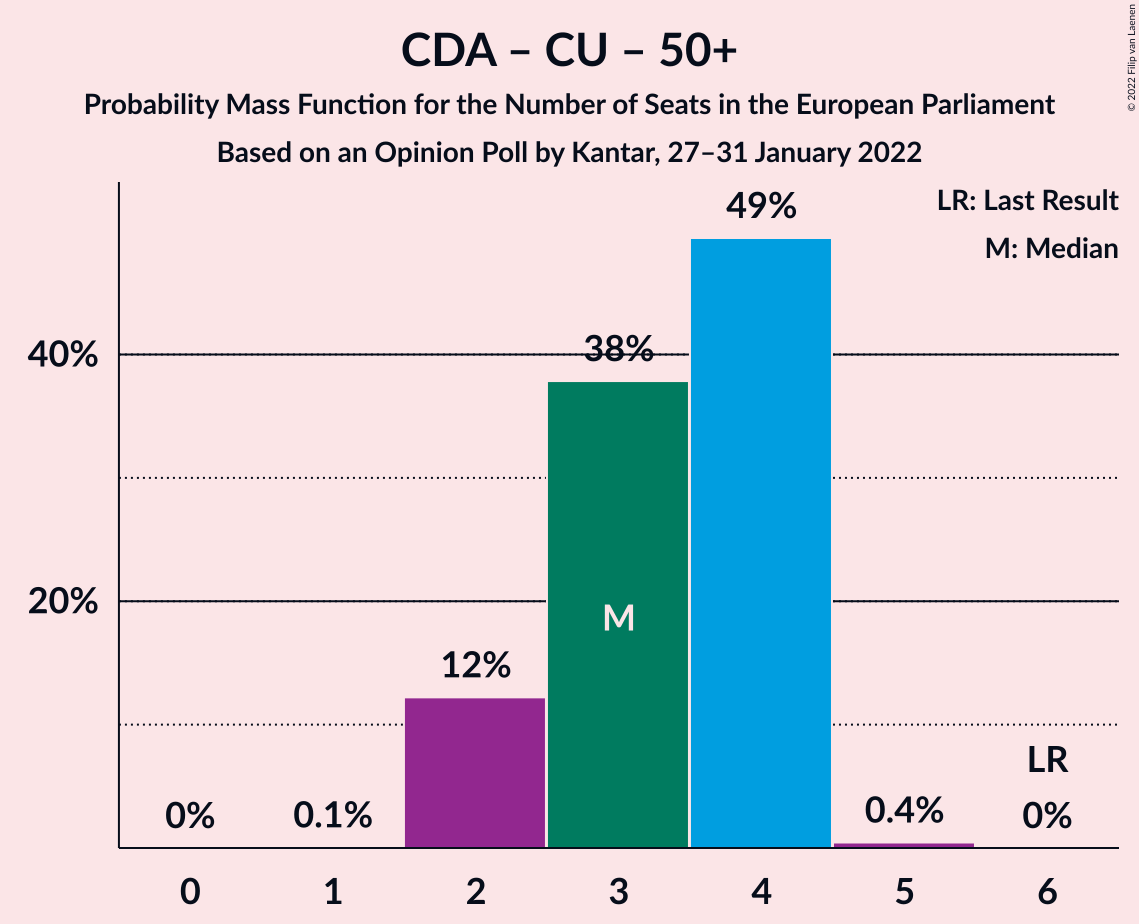 CDA – CU – 50+
Probability Mass Function for the Number of Seats in the European Parliament
Based on an Opinion Poll by Kantar, 27–31 January 2022
© 2022 Filip van Laenen
LR: Last Result
M: Median
49%
38%
40%
20%
M
12%
LR
0%
0.1%
0.4%
0%
0 1 2 3 4 5 6